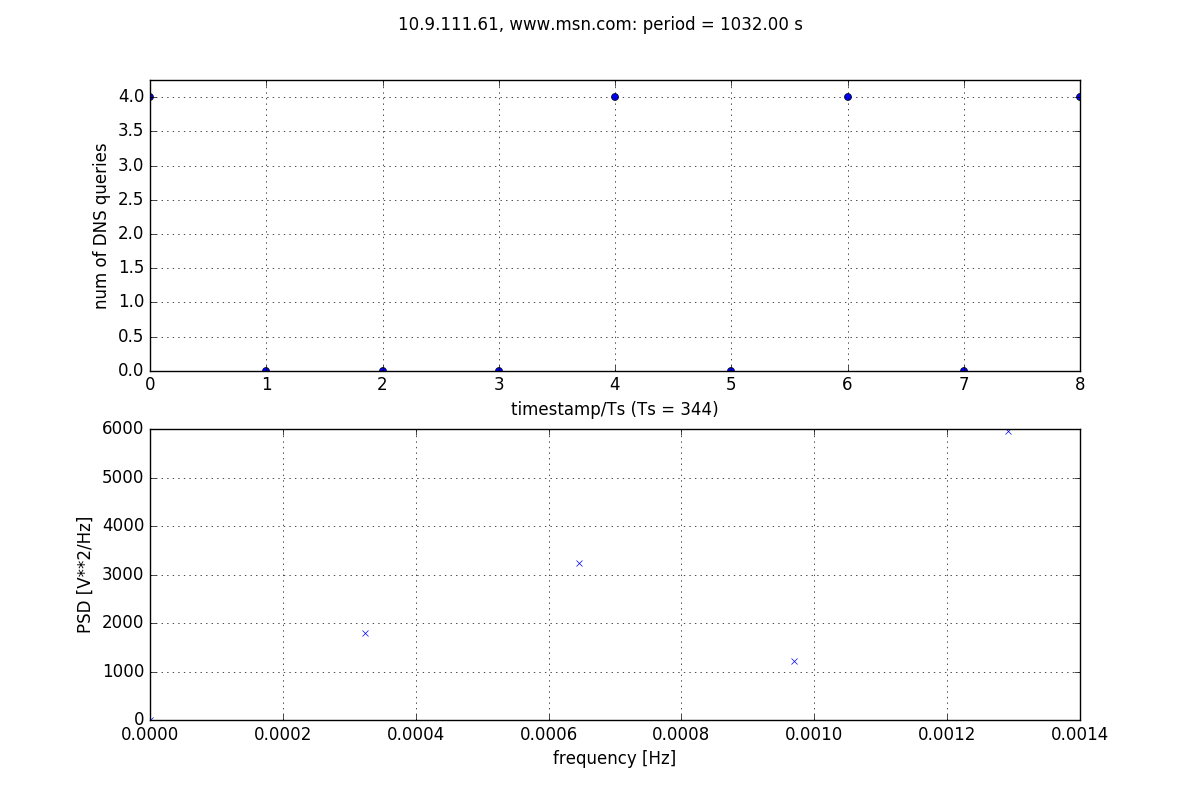 10.9.111.61, www.msn.com: period = 1032.00 s
4.0
3.5
3.0
2.5
2.0
1.5
1.0
0.5
0.0
num of DNS queries
0 1 2 3 4 5 6 7 8
timestamp/Ts (Ts = 344)
6000
5000
4000
3000
2000
1000
0
PSD [V**2/Hz]
0.0000 0.0002 0.0004 0.0006 0.0008 0.0010 0.0012 0.0014
frequency [Hz]